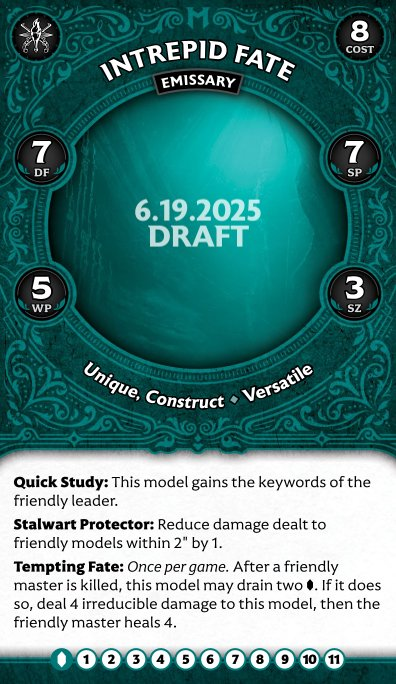 8
COST
INTREPID FATE
EMISSARY
7
DF
7
SP
6.19.2025
DRAFT
5
WP
3
SZ
Unique, Construct ◆ Versatile
Quick Study: This model gains the keywords of the
friendly leader.
Stalwart Protector: Reduce damage dealt to
friendly models within 2" by 1.
Tempting Fate: Once per game. After a friendly
master is killed, this model may drain two ⬮. If it does
so, deal 4 irreducible damage to this model, then the
friendly master heals 4.
1 2 3 4 5 6 7 8 9 10 11